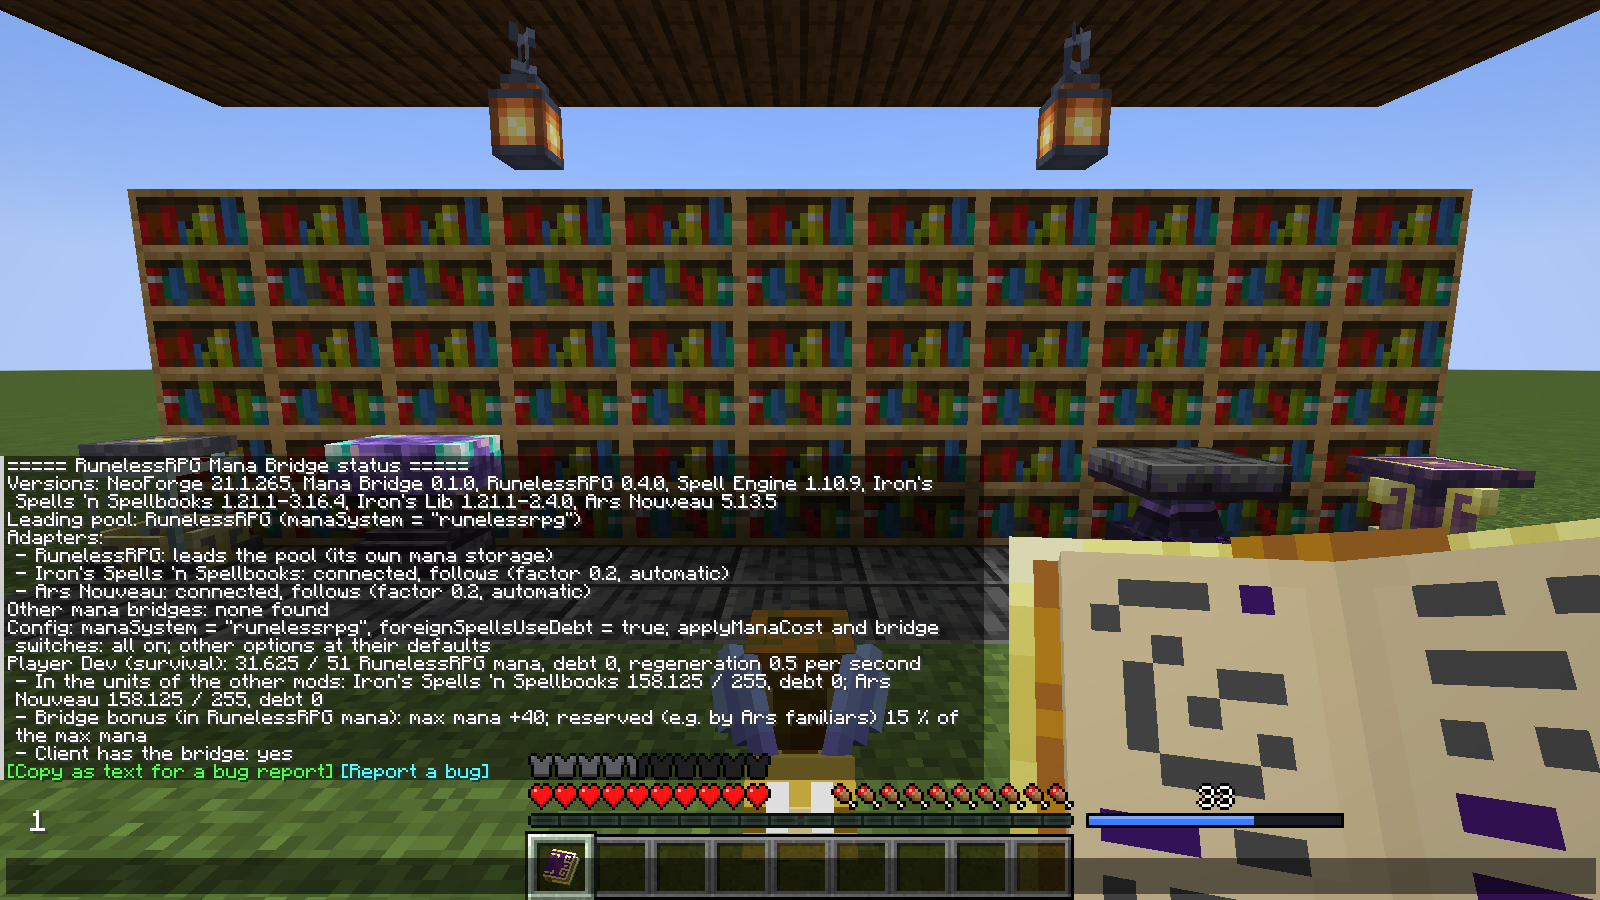 ===== RunelessRPG Mana Bridge status =====
Versions: NeoForge 21.1.265, Mana Bridge 0.1.0, RunelessRPG 0.4.0, Spell Engine 1.10.9, Iron's
Spells 'n Spellbooks 1.21.1-3.16.4, Iron's Lib 1.21.1-2.4.0, Ars Nouveau 5.13.5
Leading pool: RunelessRPG (manaSystem = "runelessrpg")
Adapters:
- RunelessRPG: leads the pool (its own mana storage)
- Iron's Spells 'n Spellbooks: connected, follows (factor 0.2, automatic)
- Ars Nouveau: connected, follows (factor 0.2, automatic)
Other mana bridges: none found
Config: manaSystem = "runelessrpg", foreignSpellsUseDebt = true; applyManaCost and bridge
switches: all on; other options at their defaults
Player Dev (survival): 31.625 / 51 RunelessRPG mana, debt 0, regeneration 0.5 per second
- In the units of the other mods: Iron's Spells 'n Spellbooks 158.125 / 255, debt 0; Ars
Nouveau 158.125 / 255, debt 0
- Bridge bonus (in RunelessRPG mana): max mana +40; reserved (e.g. by Ars familiars) 15 % of
the max mana
- Client has the bridge: yes
[Copy as text for a bug report] [Report a bug]
33
1